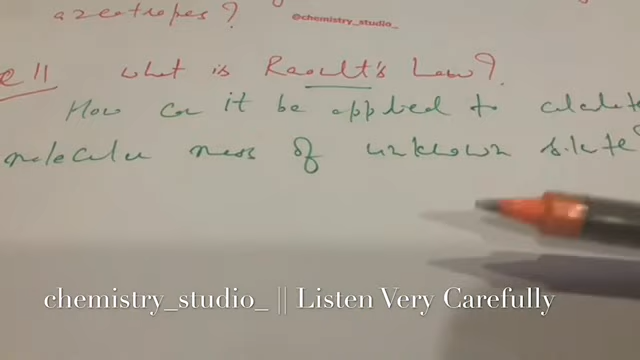 azeotropes?
@chemistry_studio_
e 11 what is Raoult's Law?
How can it be applied to calculate
molecular mass of unknown solute?
chemistry_studio_ || Listen Very Carefully